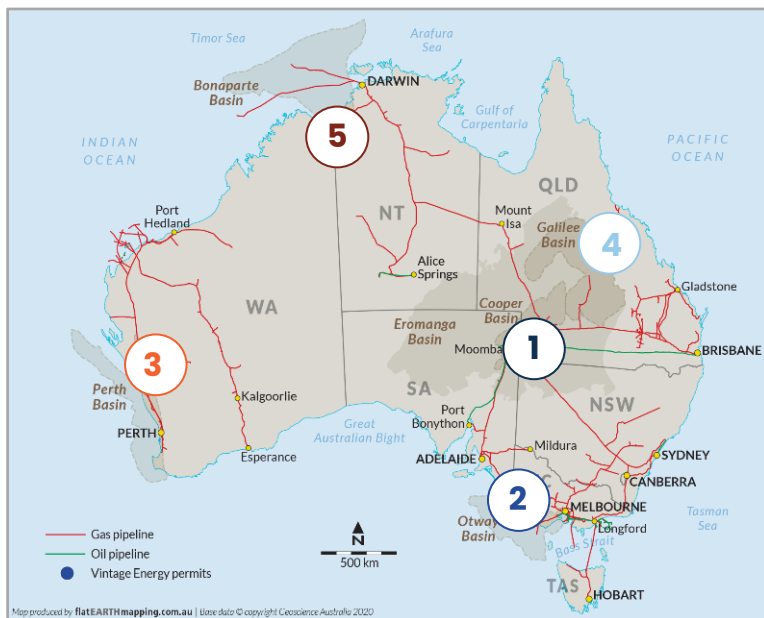 Timor Sea
Arafura
Sea
Bonaparte
Basin
DARWIN
5
Gulf of
Carpentaria
INDIAN
OCEAN
PACIFIC
OCEAN
QLD
Port
Hedland
NT
Mount
Isa
Galilee
Basin
4
Alice
Springs
Gladstone
WA
Cooper
Basin
Eromanga
Basin
Moomba
1
BRISBANE
3
Perth
Basin
SA
Kalgoorlie
NSW
Port
Bonython
Great
Australian Bight
PERTH
Mildura
Esperance
ADELAIDE
SYDNEY
CANBERRA
2
C
MELBOURNE
Otway
Basin
Longford
Tasman
Sea
Bass Strait
Gas pipeline
Oil pipeline
Vintage Energy permits
N
500 km
TAS
HOBART
Map produced by flatEARTHmapping.com.au | Base data © copyright Geoscience Australia 2020